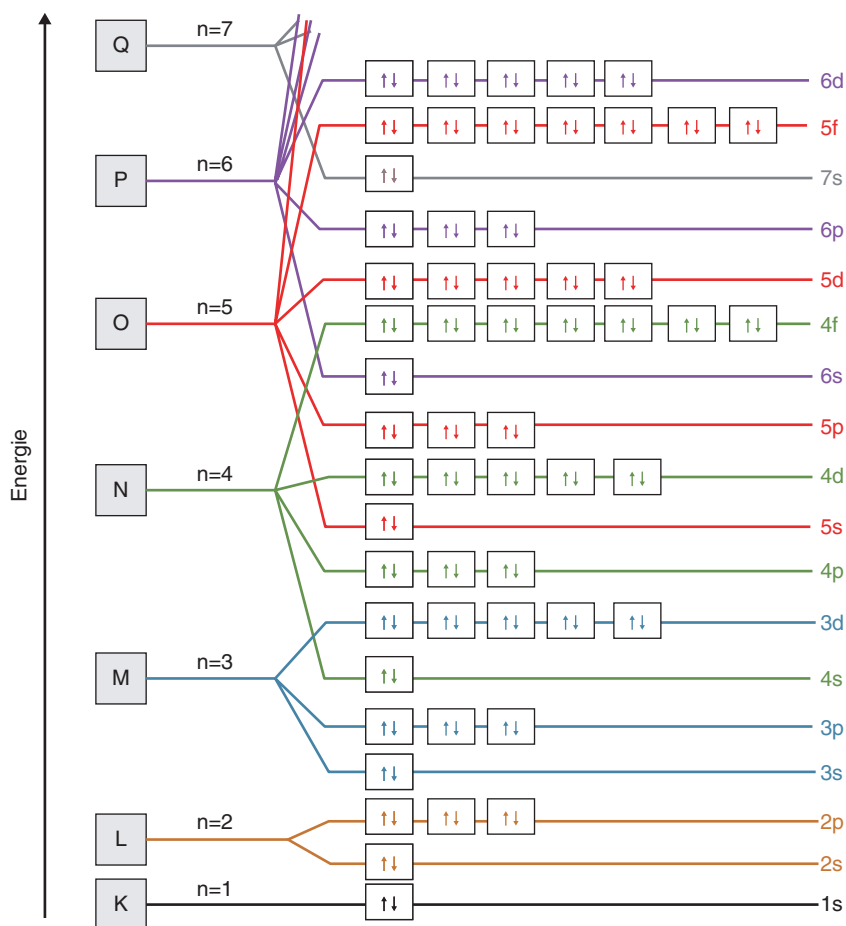 Energie
Q n=7
6d
5f
P n=6
7s
6p
5d
O n=5
4f
6s
5p
N n=4
4d
5s
4p
3d
M n=3
4s
3p
3s
L n=2
2p
2s
K n=1
1s